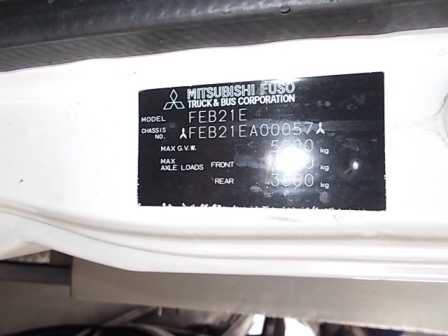 MITSUBISHI FUSO
TRUCK & BUS CORPORATION
MODEL FEB21E
CHASSIS NO. FEB21EA00057
MAX G.V.W. kg
MAX AXLE LOADS FRONT kg
REAR kg